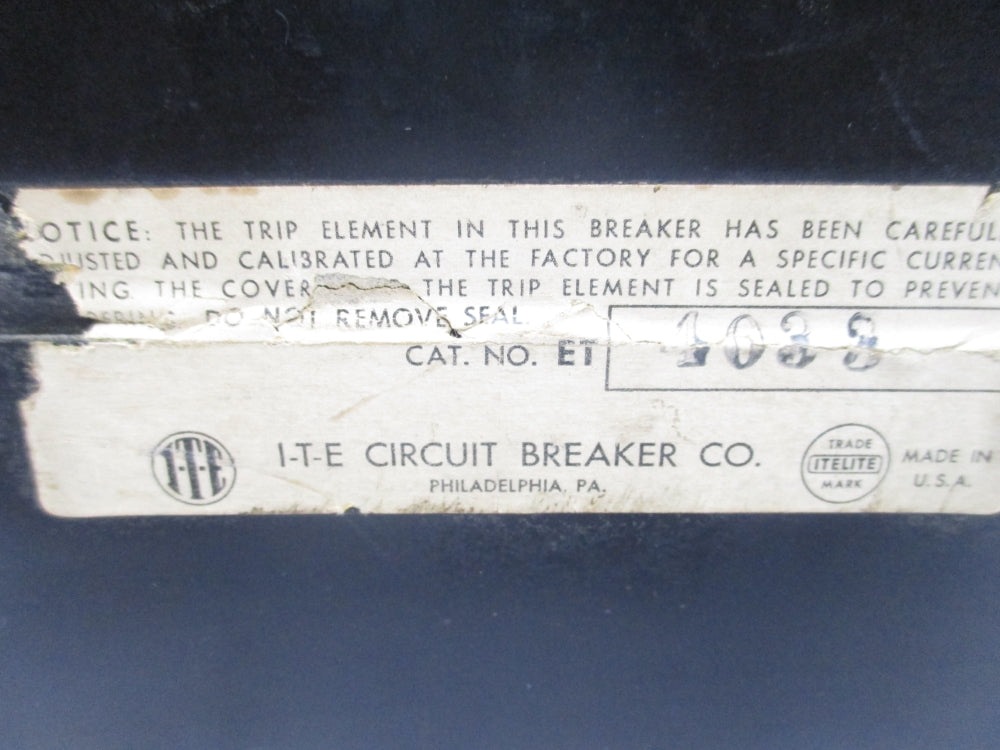 OTICE: THE TRIP ELEMENT IN THIS BREAKER HAS BEEN CAREFUL
DJUSTED AND CALIBRATED AT THE FACTORY FOR A SPECIFIC CURREN
ING. THE COVER THE TRIP ELEMENT IS SEALED TO PREVEN
DO NOT REMOVE SEAL.
CAT. NO. ET
I-T-E
I-T-E CIRCUIT BREAKER CO.
PHILADELPHIA, PA.
TRADE
ITELITE
MARK
MADE IN
U.S.A.